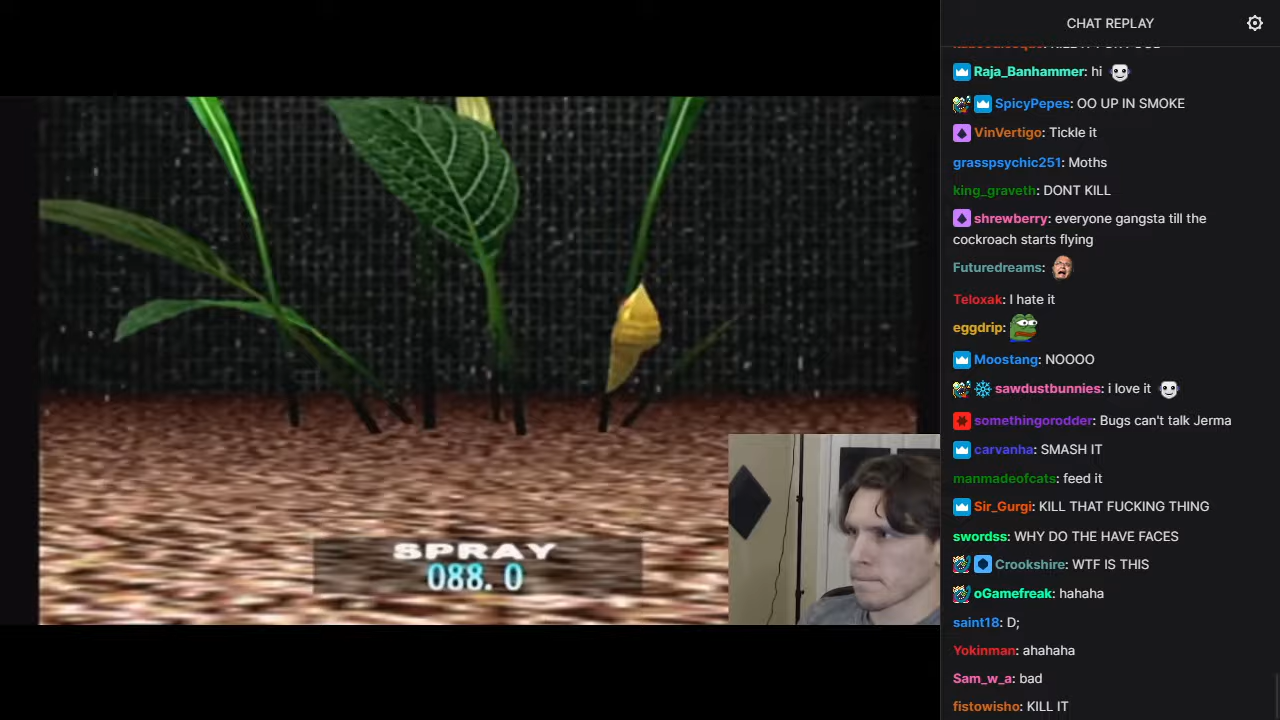 CHAT REPLAY
Raja_Banhammer: hi
SpicyPepes: OO UP IN SMOKE
VinVertigo: Tickle it
grasspsychic251: Moths
king_graveth: DONT KILL
shrewberry: everyone gangsta till the
cockroach starts flying
Futuredreams:
Teloxak: I hate it
eggdrip:
Moostang: NOOOO
sawdustbunnies: i love it
somethingorodder: Bugs can't talk Jerma
carvanha: SMASH IT
manmadeofcats: feed it
Sir_Gurgi: KILL THAT FUCKING THING
swordss: WHY DO THE HAVE FACES
Crookshire: WTF IS THIS
oGamefreak: hahaha
saint18: D;
Yokinman: ahahaha
Sam_w_a: bad
fistowisho: KILL IT
SPRAY
088.0